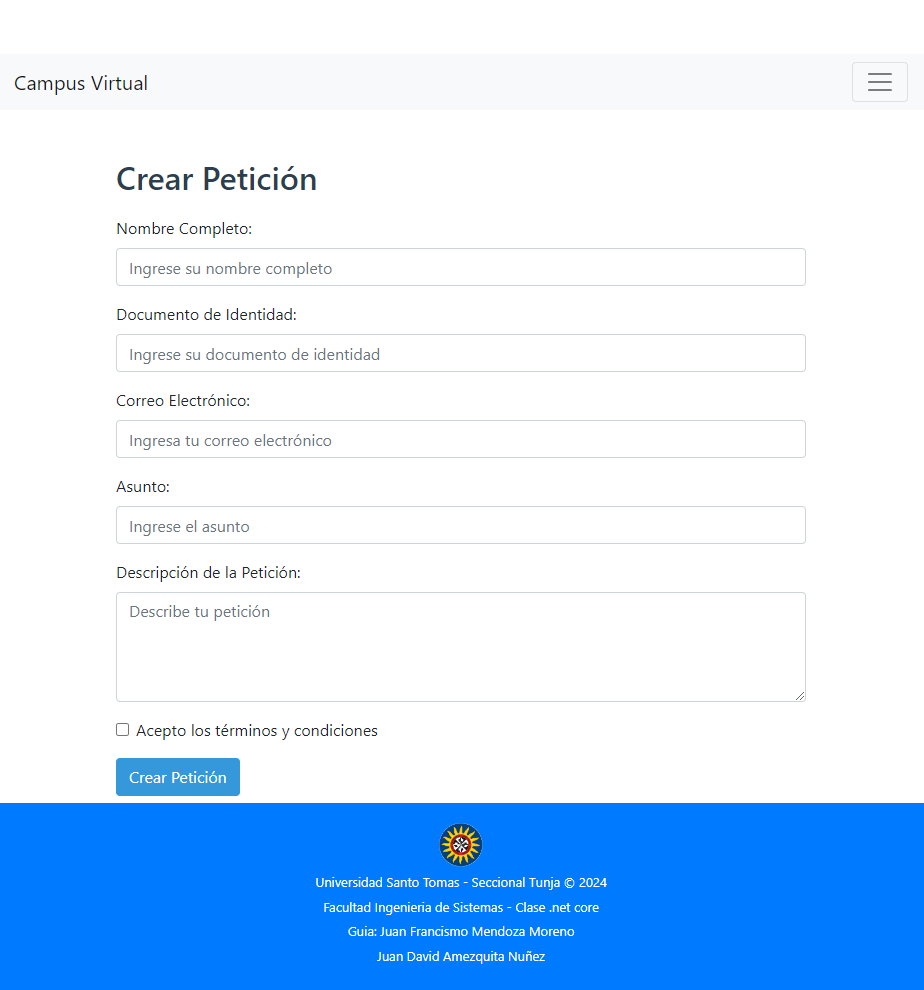 Campus Virtual
Crear Petición
Nombre Completo:
Ingrese su nombre completo
Documento de Identidad:
Ingrese su documento de identidad
Correo Electrónico:
Ingresa tu correo electrónico
Asunto:
Ingrese el asunto
Descripción de la Petición:
Describe tu petición
Acepto los términos y condiciones
Crear Petición
Universidad Santo Tomas - Seccional Tunja © 2024
Facultad Ingenieria de Sistemas - Clase .net core
Guia: Juan Francismo Mendoza Moreno
Juan David Amezquita Nuñez